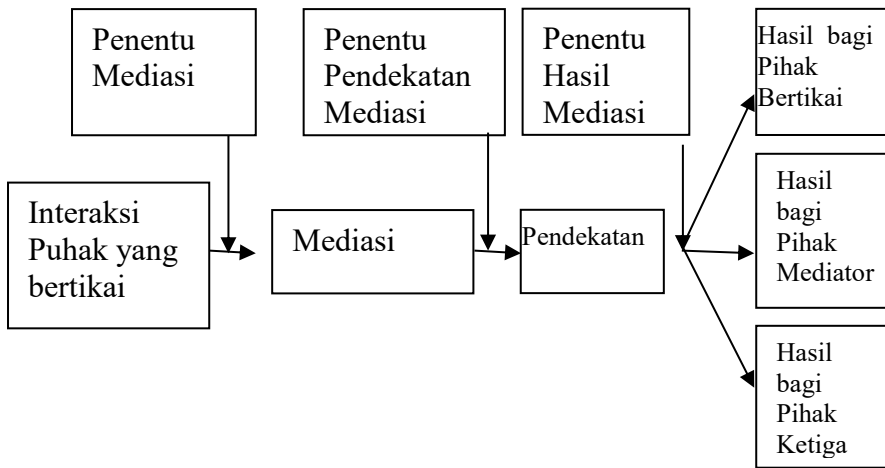 Penentu
Mediasi
Penentu
Pendekatan
Mediasi
Penentu
Hasil
Mediasi
Hasil bagi
Pihak
Bertikai
Interaksi
Puhak yang
bertikai
Mediasi
Pendekatan
Hasil
bagi
Pihak
Mediator
Hasil
bagi
Pihak
Ketiga